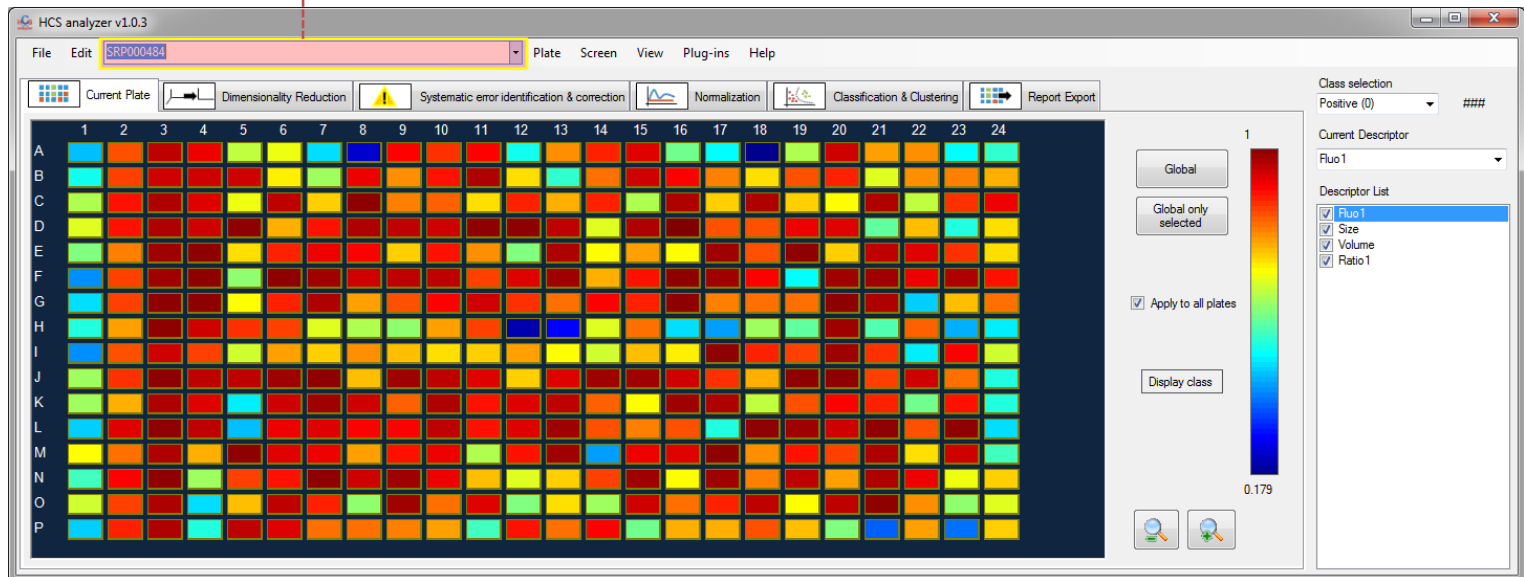 HCS analyzer v1.0.3
File Edit SRP000484 Plate Screen View Plug-ins Help
Current Plate Dimensionality Reduction Systematic error identification & correction Normalization Classification & Clustering Report Export
Class selection
Positive (0) ###
Current Descriptor
Fluo1
Descriptor List
Fluo1
Size
Volume
Ratio1
1 2 3 4 5 6 7 8 9 10 11 12 13 14 15 16 17 18 19 20 21 22 23 24
A
B
C
D
E
F
G
H
I
J
K
L
M
N
O
P
Global
Global only
selected
Apply to all plates
Display class
1
0.179